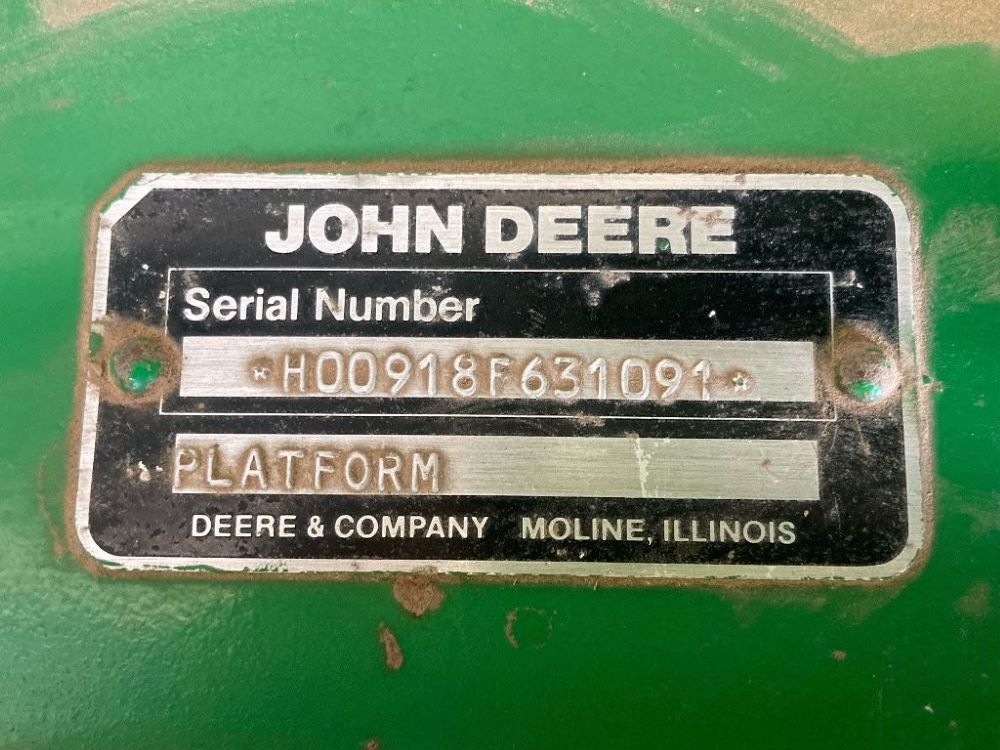 JOHN DEERE
Serial Number
*H00918F631091*
PLATFORM
DEERE & COMPANY MOLINE, ILLINOIS